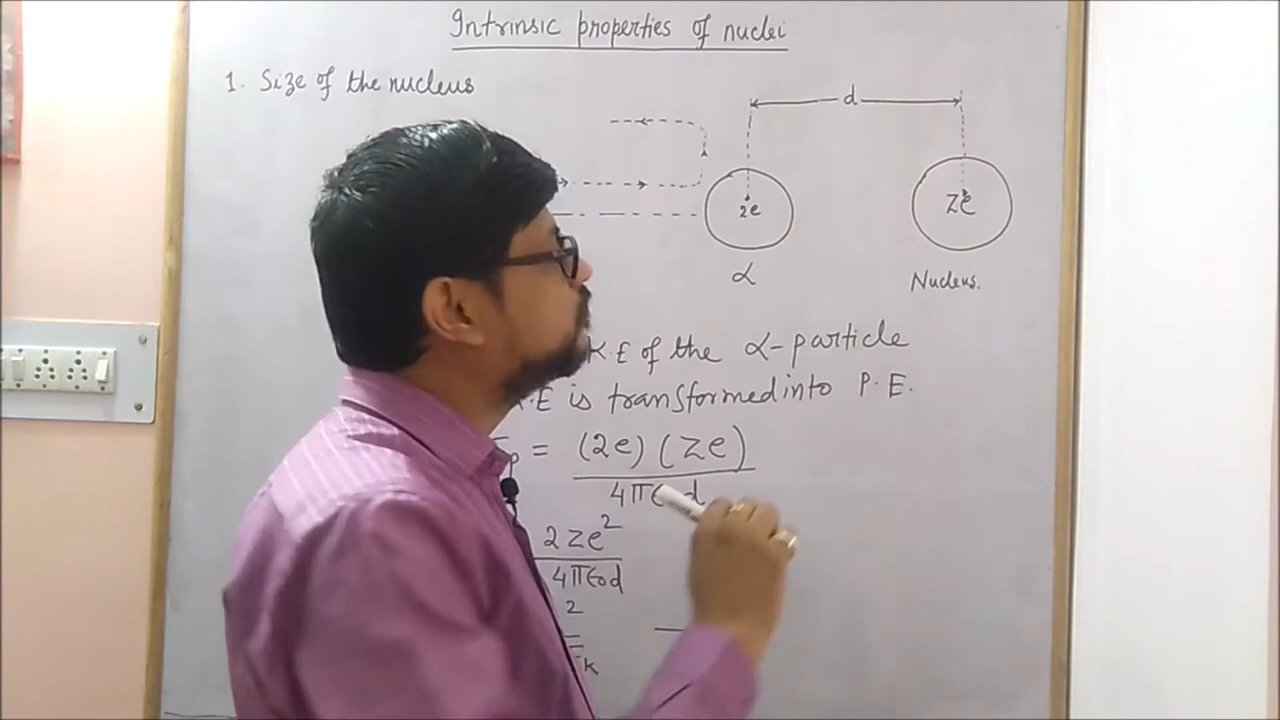 Intrinsic properties of nuclei
1. Size of the nucleus
d
2e
Ze
α
Nucleus.
K.E of the α-particle
K.E is transformed into P.E.
p = (2e) (Ze)
4πϵ d
2Ze²
4πϵ₀d
2
k